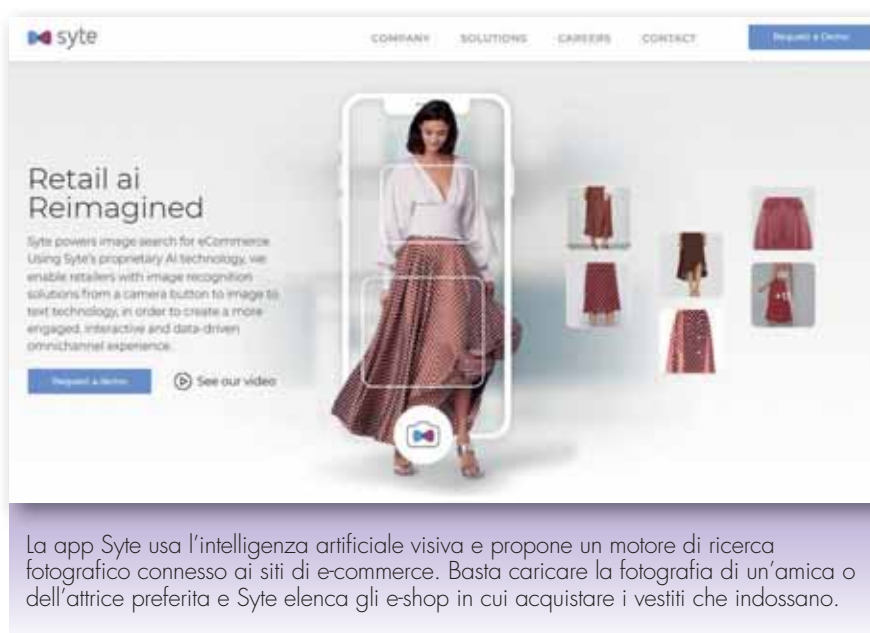 syte
COMPANY SOLUTIONS CAREERS CONTACT Request a Demo
Retail ai
Reimagined
Syte powers image search for eCommerce.
Using Syte's proprietary AI technology, we
enable retailers with image recognition
solutions from a camera button to image to
text technology, in order to create a more
engaged, interactive and data-driven
omnichannel experience.
Request a demo See our video
La app Syte usa l’intelligenza artificiale visiva e propone un motore di ricerca
fotografico connesso ai siti di e-commerce. Basta caricare la fotografia di un’amica o
dell’attrice preferita e Syte elenca gli e-shop in cui acquistare i vestiti che indossano.